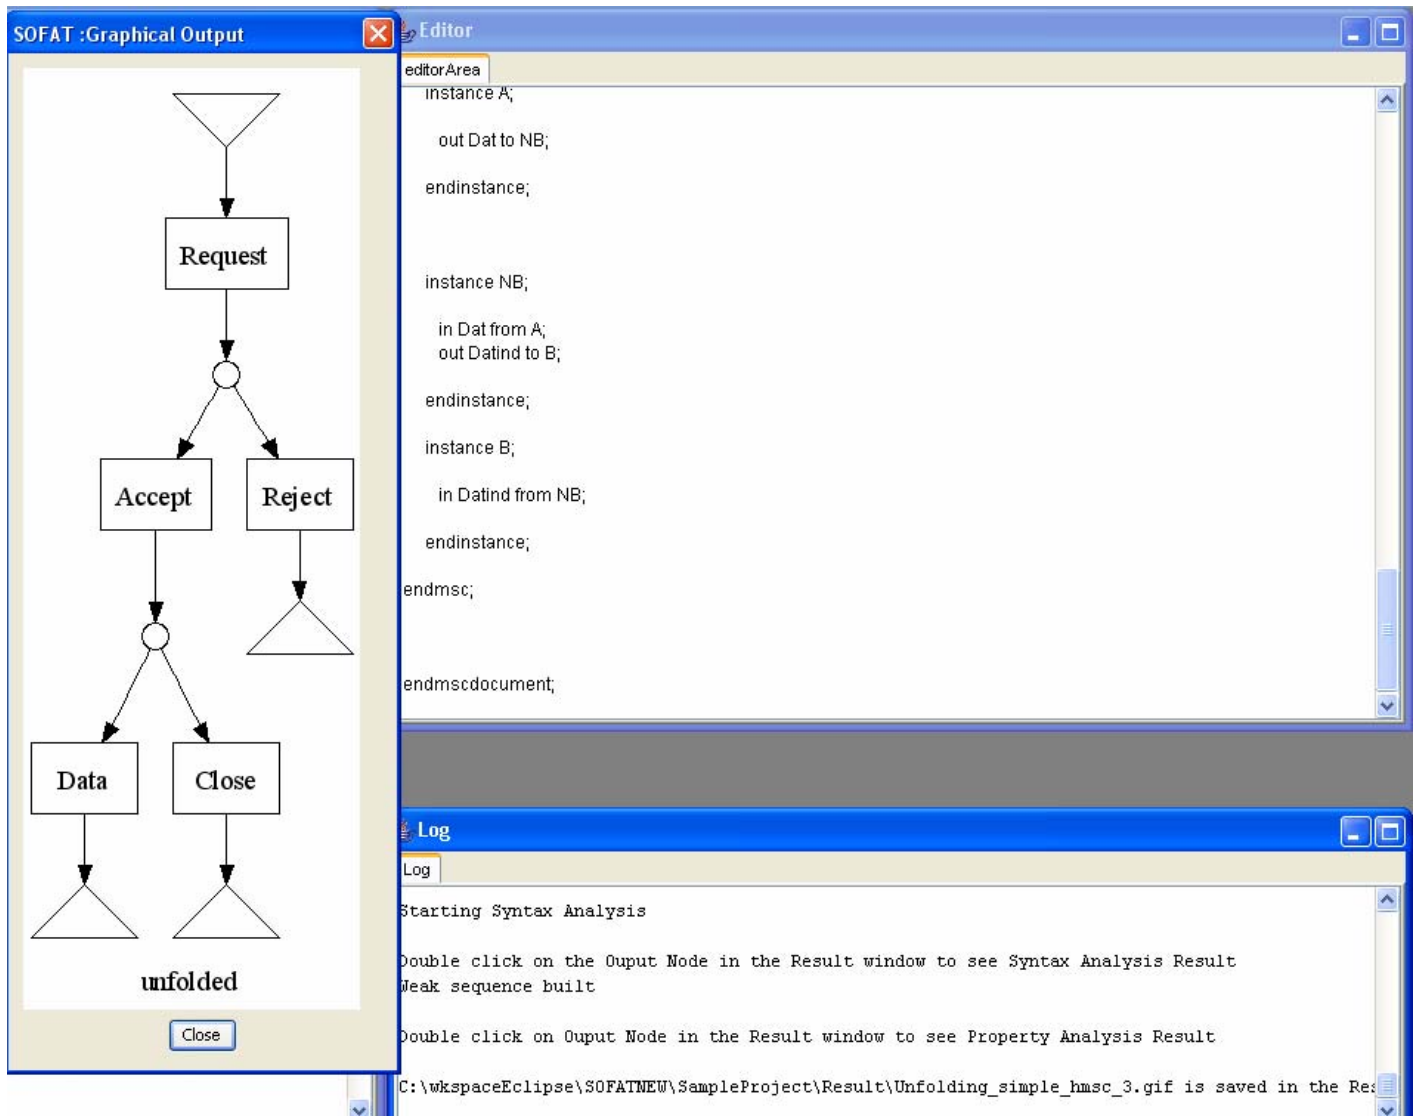 SOFAT :Graphical Output
Request
Accept
Reject
Data
Close
unfolded
Close
Editor
editorArea
instance A;
out Dat to NB;
endinstance;
instance NB;
in Dat from A;
out Datind to B;
endinstance;
instance B;
in Datind from NB;
endinstance;
endmsc;
endmscdocument;
Log
Log
Starting Syntax Analysis
Double click on the Ouput Node in the Result window to see Syntax Analysis Result
Weak sequence built
Double click on Ouput Node in the Result window to see Property Analysis Result
C:\wkspaceEclipse\SOFATNEW\SampleProject\Result\Unfolding_simple_hmsc_3.gif is saved in the